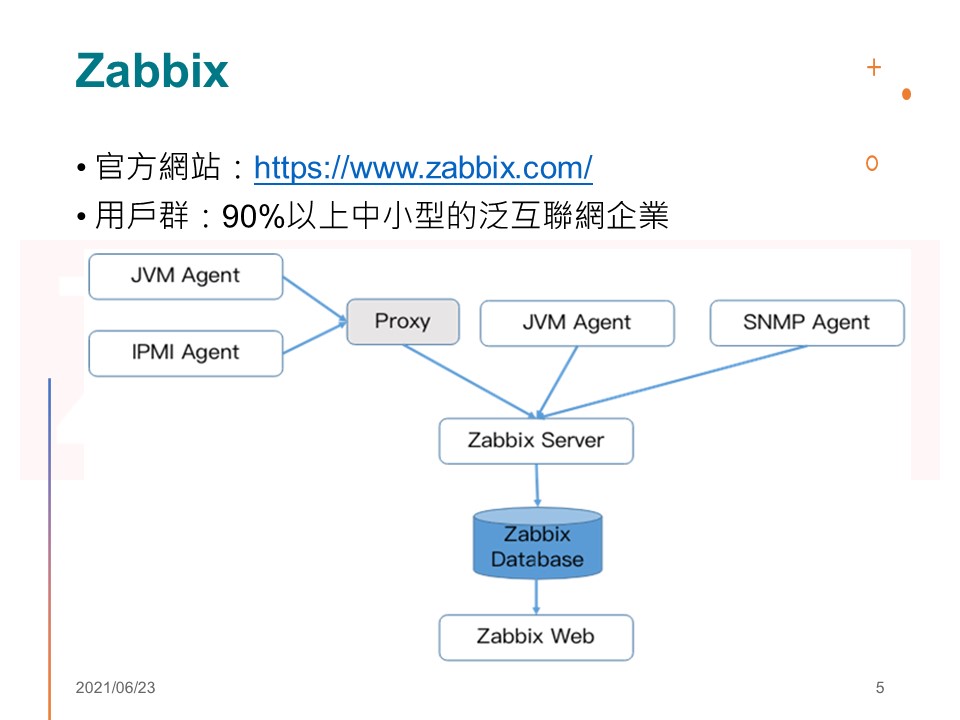 Zabbix
• 官方網站：https://www.zabbix.com/
• 用戶群：90%以上中小型的泛互聯網企業
JVM Agent
IPMI Agent
Proxy
JVM Agent
SNMP Agent
Zabbix Server
Zabbix
Database
Zabbix Web
2021/06/23
5